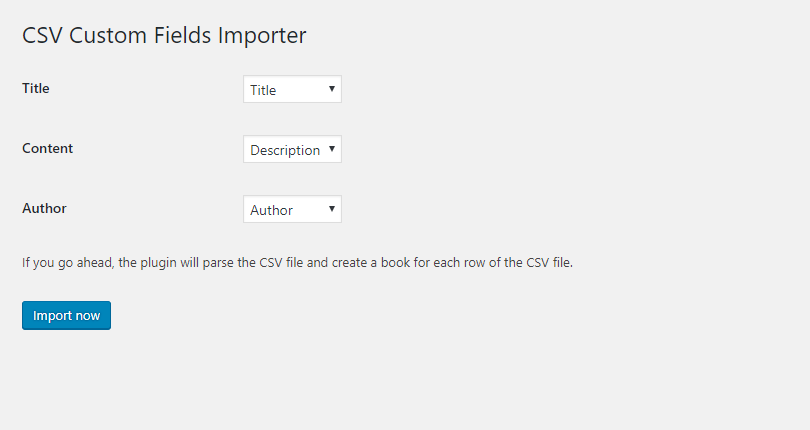 CSV Custom Fields Importer
Title Title
Content Description
Author Author
If you go ahead, the plugin will parse the CSV file and create a book for each row of the CSV file.
Import now